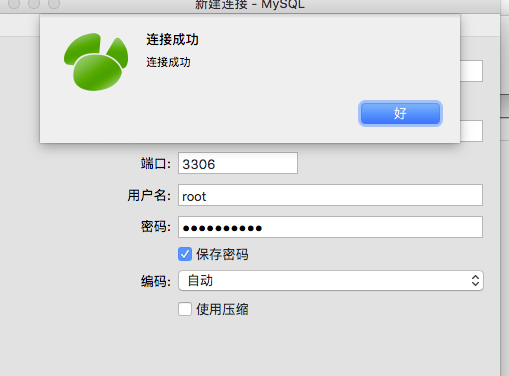 新建连接 - MySQL
连接成功
连接成功
好
端口: 3306
用户名: root
密码: ●●●●●●●●●●
保存密码
编码: 自动
使用压缩